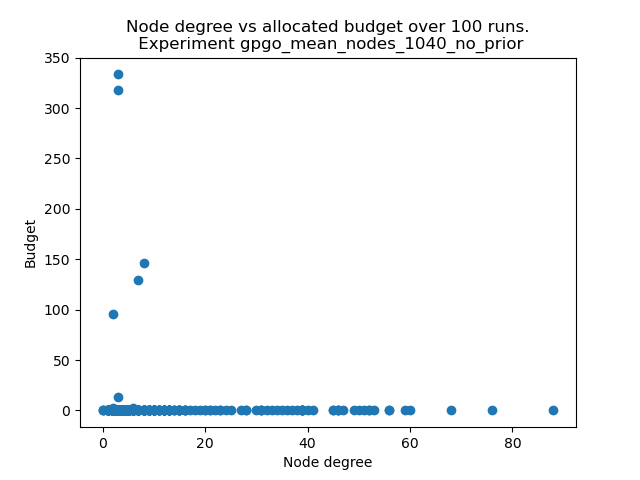 Node degree vs allocated budget over 100 runs.
Experiment gpgo_mean_nodes_1040_no_prior
350
300
250
200
150
100
50
0
Budget
0 20 40 60 80
Node degree